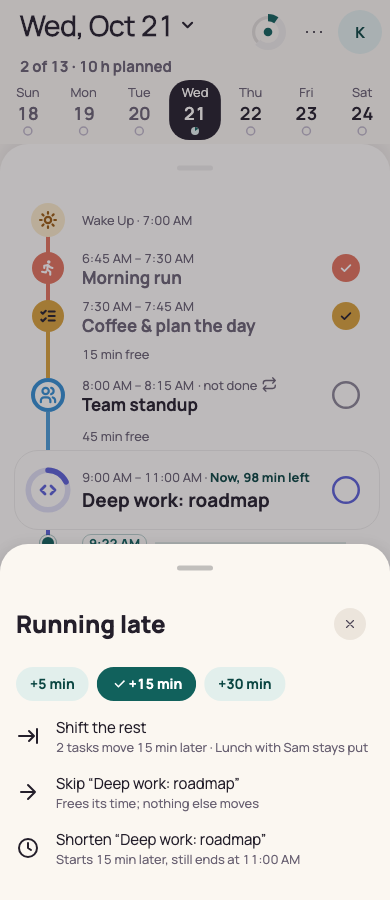 Wed, Oct 21
K
2 of 13 · 10 h planned
Sun Mon Tue Wed Thu Fri Sat
18 19 20 21 22 23 24
Wake Up · 7:00 AM
6:45 AM – 7:30 AM
Morning run
7:30 AM – 7:45 AM
Coffee & plan the day
15 min free
8:00 AM – 8:15 AM · not done
Team standup
45 min free
9:00 AM – 11:00 AM · Now, 98 min left
Deep work: roadmap
9:22 AM
Running late
+5 min
+15 min
+30 min
Shift the rest
2 tasks move 15 min later · Lunch with Sam stays put
Skip “Deep work: roadmap”
Frees its time; nothing else moves
Shorten “Deep work: roadmap”
Starts 15 min later, still ends at 11:00 AM